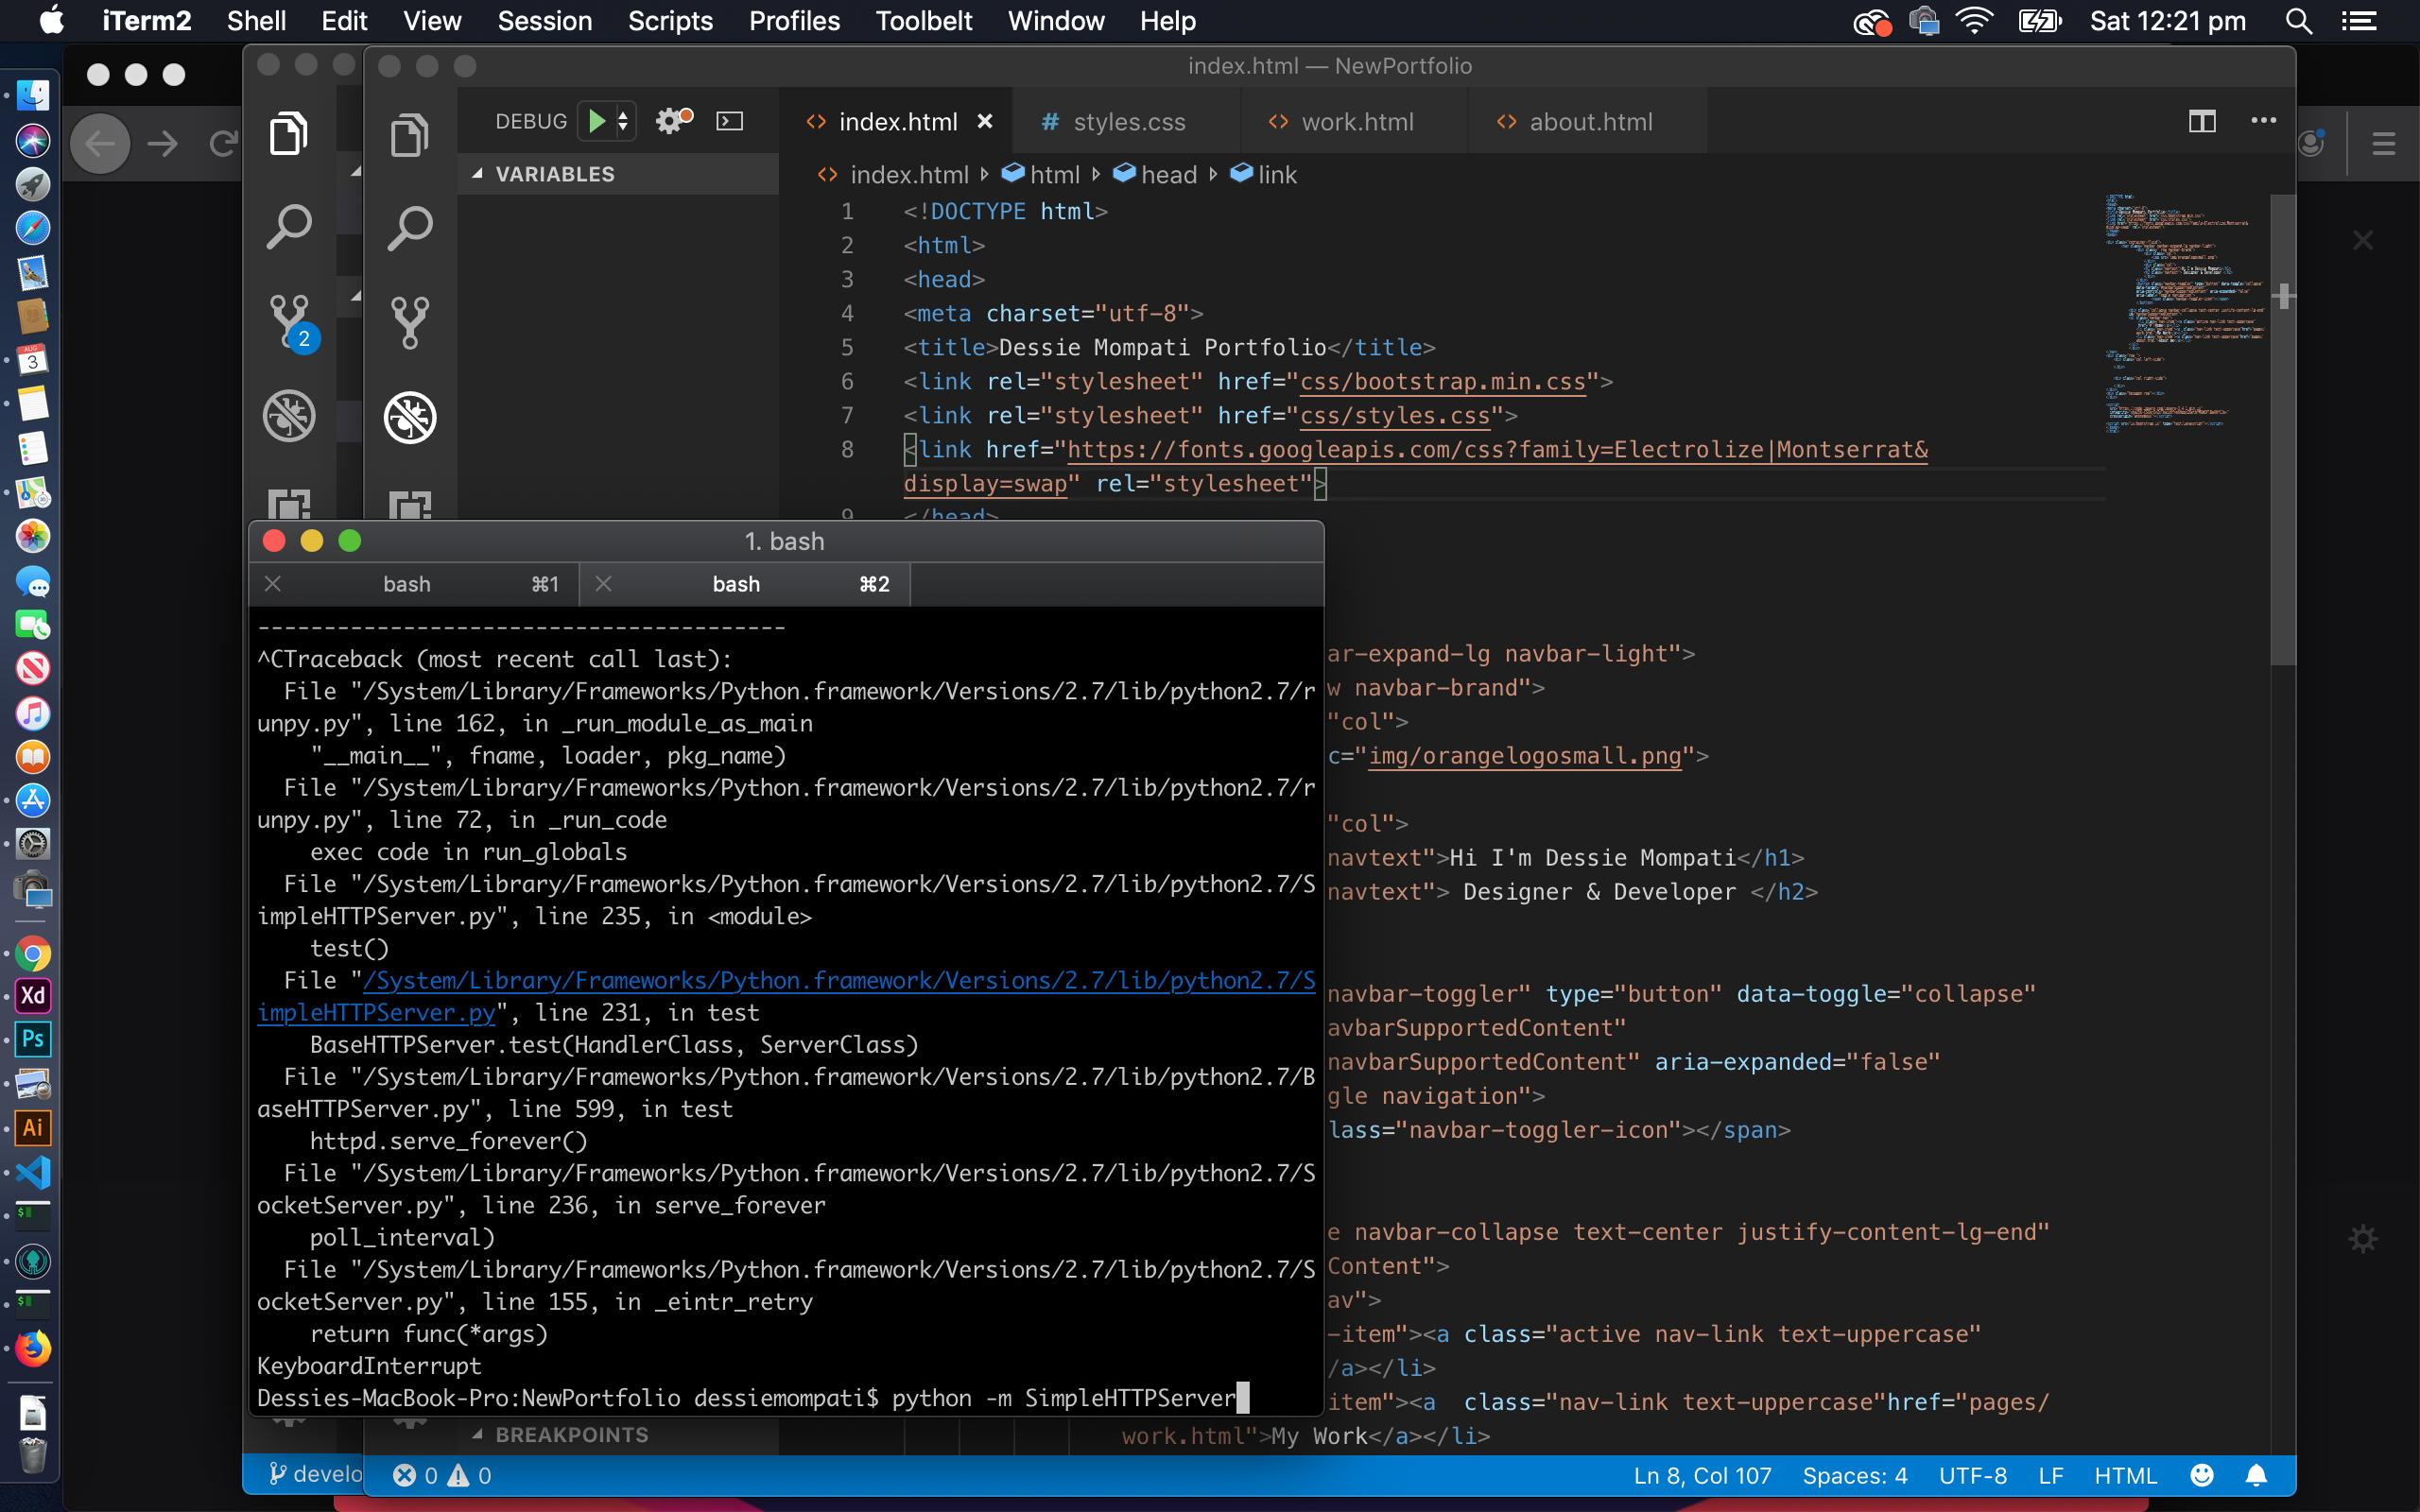 iTerm2 Shell Edit View Session Scripts Profiles Toolbelt Window Help Sat 12:21 pm
index.html — NewPortfolio
DEBUG
index.html
# styles.css
work.html
about.html
VARIABLES
index.html html head link
1 <!DOCTYPE html>
2 <html>
3 <head>
4 <meta charset="utf-8">
5 <title>Dessie Mompati Portfolio</title>
6 <link rel="stylesheet" href="css/bootstrap.min.css">
7 <link rel="stylesheet" href="css/styles.css">
8 <link href="https://fonts.googleapis.com/css?family=Electrolize|Montserrat&
display=swap" rel="stylesheet">
9 </head>
2
AUG
3
Xd
Ps
Ai
1. bash
bash ⌘1 bash ⌘2
----------------------------------------
^CTraceback (most recent call last):
File "/System/Library/Frameworks/Python.framework/Versions/2.7/lib/python2.7/r
unpy.py", line 162, in _run_module_as_main
"__main__", fname, loader, pkg_name)
File "/System/Library/Frameworks/Python.framework/Versions/2.7/lib/python2.7/r
unpy.py", line 72, in _run_code
exec code in run_globals
File "/System/Library/Frameworks/Python.framework/Versions/2.7/lib/python2.7/S
impleHTTPServer.py", line 235, in <module>
test()
File "/System/Library/Frameworks/Python.framework/Versions/2.7/lib/python2.7/S
impleHTTPServer.py", line 231, in test
BaseHTTPServer.test(HandlerClass, ServerClass)
File "/System/Library/Frameworks/Python.framework/Versions/2.7/lib/python2.7/B
aseHTTPServer.py", line 599, in test
httpd.serve_forever()
File "/System/Library/Frameworks/Python.framework/Versions/2.7/lib/python2.7/S
ocketServer.py", line 236, in serve_forever
poll_interval)
File "/System/Library/Frameworks/Python.framework/Versions/2.7/lib/python2.7/S
ocketServer.py", line 155, in _eintr_retry
return func(*args)
KeyboardInterrupt
Dessies-MacBook-Pro:NewPortfolio dessiemompati$ python -m SimpleHTTPServer
ar-expand-lg navbar-light">
w navbar-brand">
"col">
c="img/orangelogosmall.png">
"col">
navtext">Hi I'm Dessie Mompati</h1>
navtext"> Designer & Developer </h2>
navbar-toggler" type="button" data-toggle="collapse"
avbarSupportedContent"
navbarSupportedContent" aria-expanded="false"
gle navigation">
lass="navbar-toggler-icon"></span>
e navbar-collapse text-center justify-content-lg-end"
Content">
av">
-item"><a class="active nav-link text-uppercase"
/a></li>
item"><a class="nav-link text-uppercase"href="pages/
work.html">My Work</a></li>
BREAKPOINTS
develo 0 0 Ln 8, Col 107 Spaces: 4 UTF-8 LF HTML